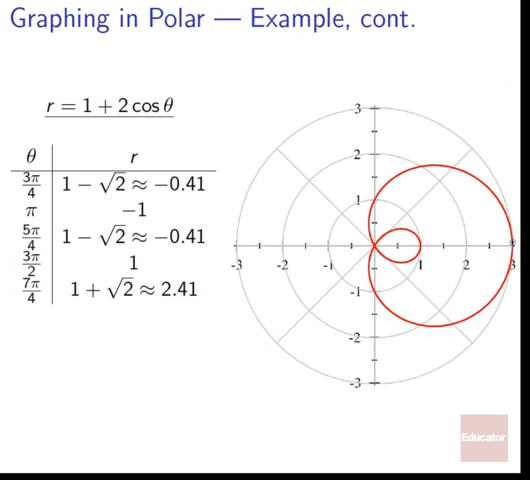 Graphing in Polar — Example, cont.
r = 1 + 2 cos θ
θ r
3π/4 1 − √2 ≈ −0.41
π −1
5π/4 1 − √2 ≈ −0.41
3π/2 1
7π/4 1 + √2 ≈ 2.41
3
2
1
-3 -2 -1 1 2 3
-1
-2
-3
Educator